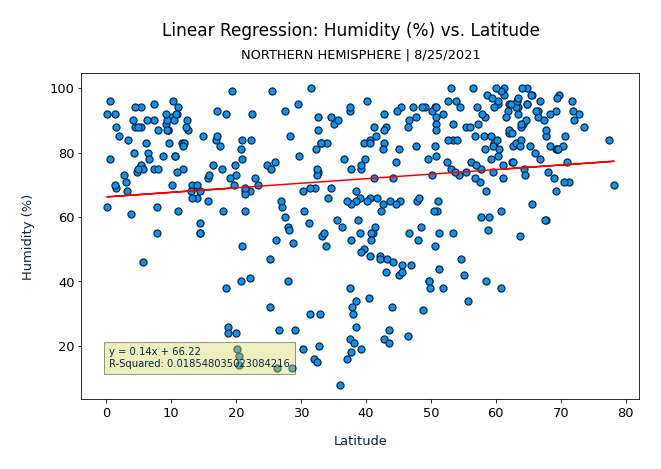 Linear Regression: Humidity (%) vs. Latitude
NORTHERN HEMISPHERE | 8/25/2021
Humidity (%)
100
80
60
40
20
y = 0.14x + 66.22
R-Squared: 0.018548035023084216
0 10 20 30 40 50 60 70 80
Latitude